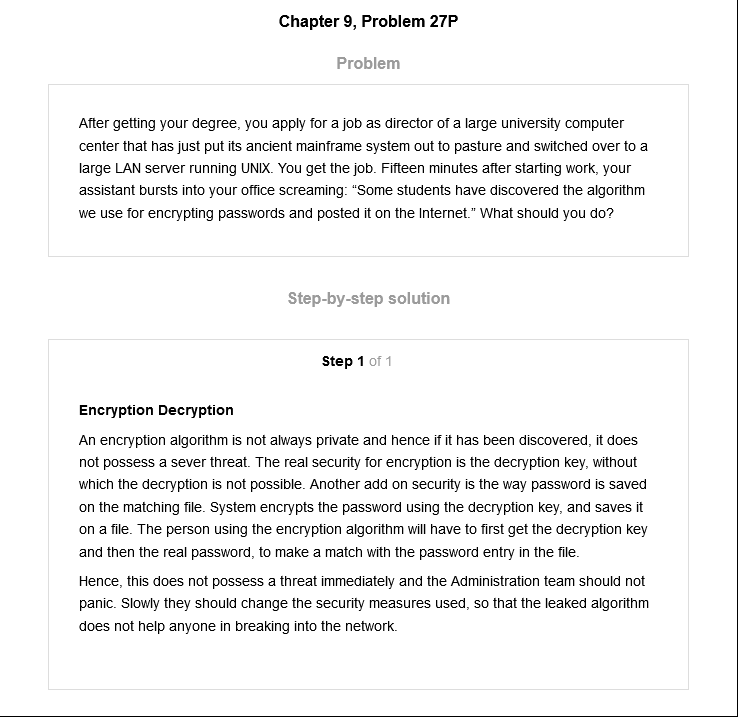 Chapter 9, Problem 27P
Problem
After getting your degree, you apply for a job as director of a large university computer
center that has just put its ancient mainframe system out to pasture and switched over to a
large LAN server running UNIX. You get the job. Fifteen minutes after starting work, your
assistant bursts into your office screaming: “Some students have discovered the algorithm
we use for encrypting passwords and posted it on the Internet.” What should you do?
Step-by-step solution
Step 1 of 1
Encryption Decryption
An encryption algorithm is not always private and hence if it has been discovered, it does
not possess a sever threat. The real security for encryption is the decryption key, without
which the decryption is not possible. Another add on security is the way password is saved
on the matching file. System encrypts the password using the decryption key, and saves it
on a file. The person using the encryption algorithm will have to first get the decryption key
and then the real password, to make a match with the password entry in the file.
Hence, this does not possess a threat immediately and the Administration team should not
panic. Slowly they should change the security measures used, so that the leaked algorithm
does not help anyone in breaking into the network.